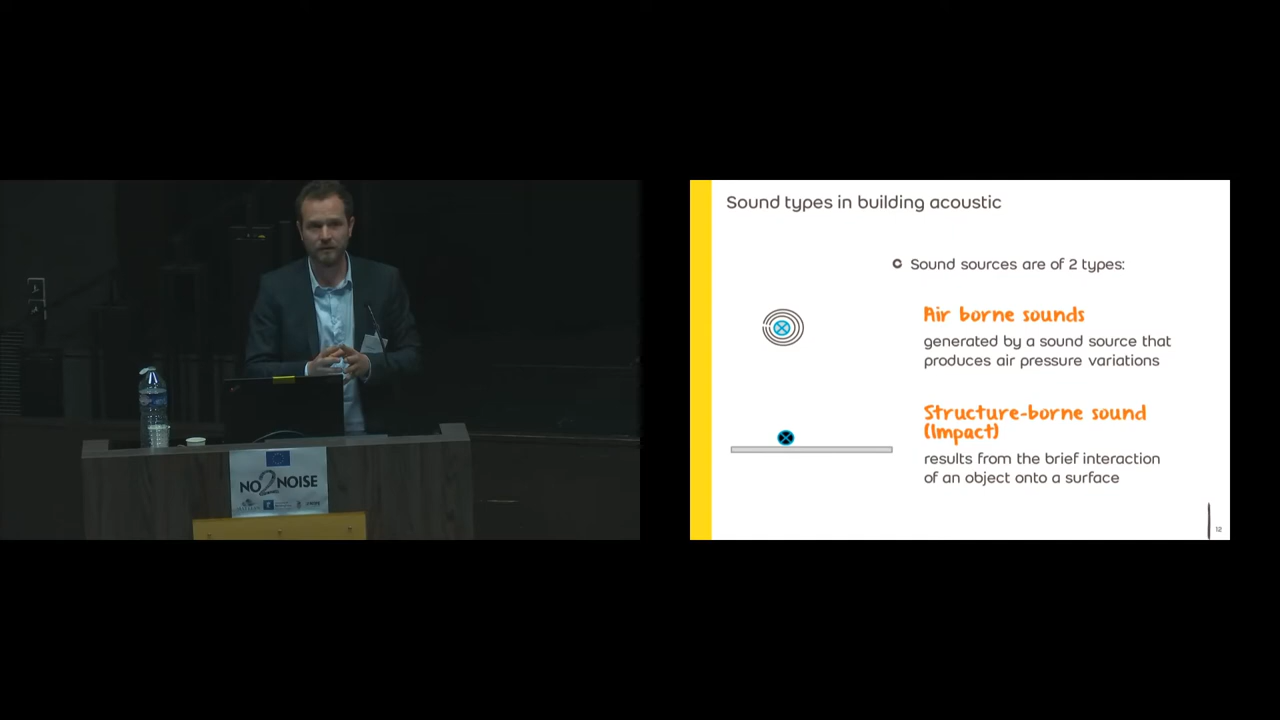 NO2NOISE
Sound types in building acoustic
Sound sources are of 2 types:
Air borne sounds
generated by a sound source that
produces air pressure variations
Structure-borne sound
(Impact)
results from the brief interaction
of an object onto a surface
12